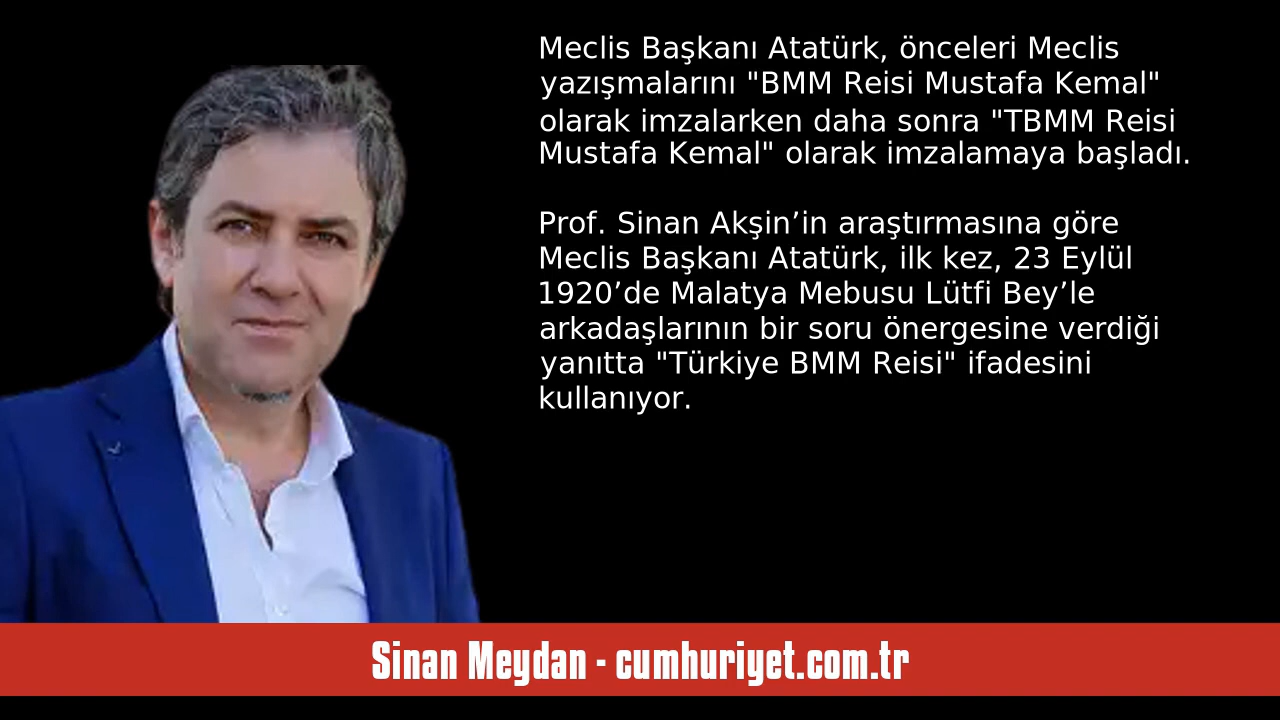 Meclis Başkanı Atatürk, önceleri Meclis
yazışmalarını "BMM Reisi Mustafa Kemal"
olarak imzalarken daha sonra "TBMM Reisi
Mustafa Kemal" olarak imzalamaya başladı.
Prof. Sinan Akşin’in araştırmasına göre
Meclis Başkanı Atatürk, ilk kez, 23 Eylül
1920’de Malatya Mebusu Lütfi Bey’le
arkadaşlarının bir soru önergesine verdiği
yanıtta "Türkiye BMM Reisi" ifadesini
kullanıyor.
Sinan Meydan - cumhuriyet.com.tr